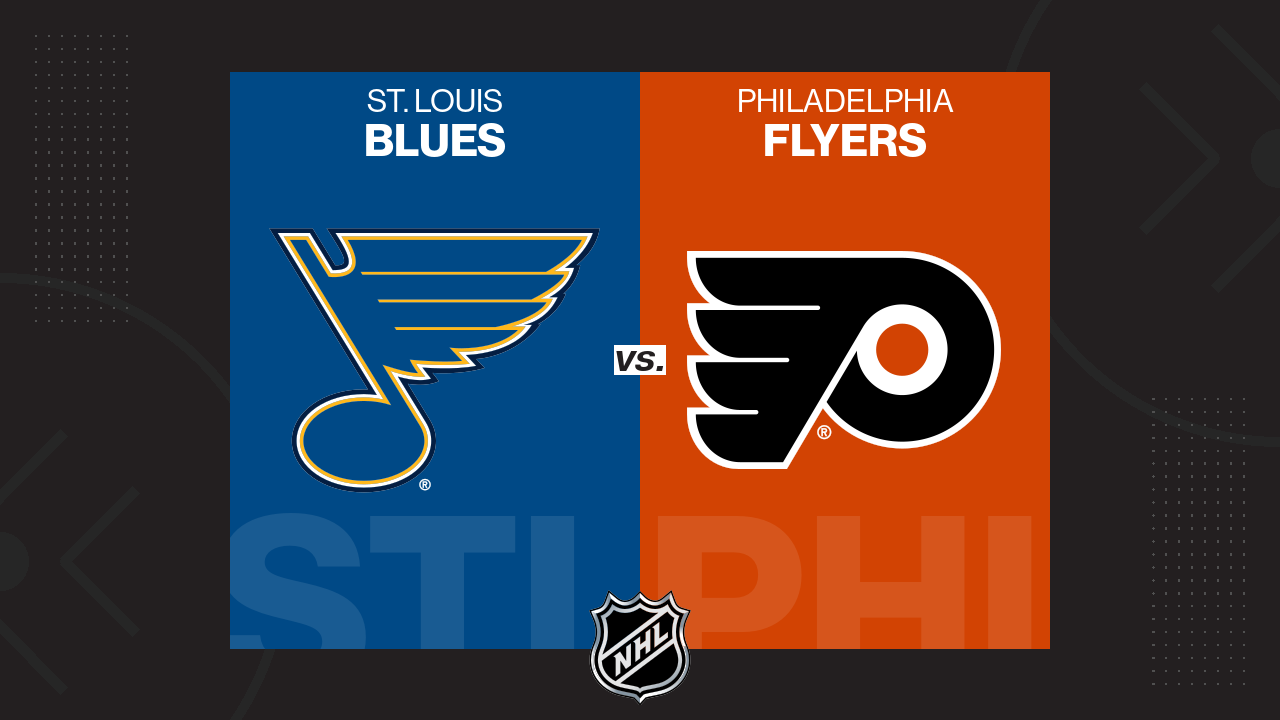 ST. LOUIS
BLUES
PHILADELPHIA
FLYERS
vs.
®
®
STL
PHI
NHL